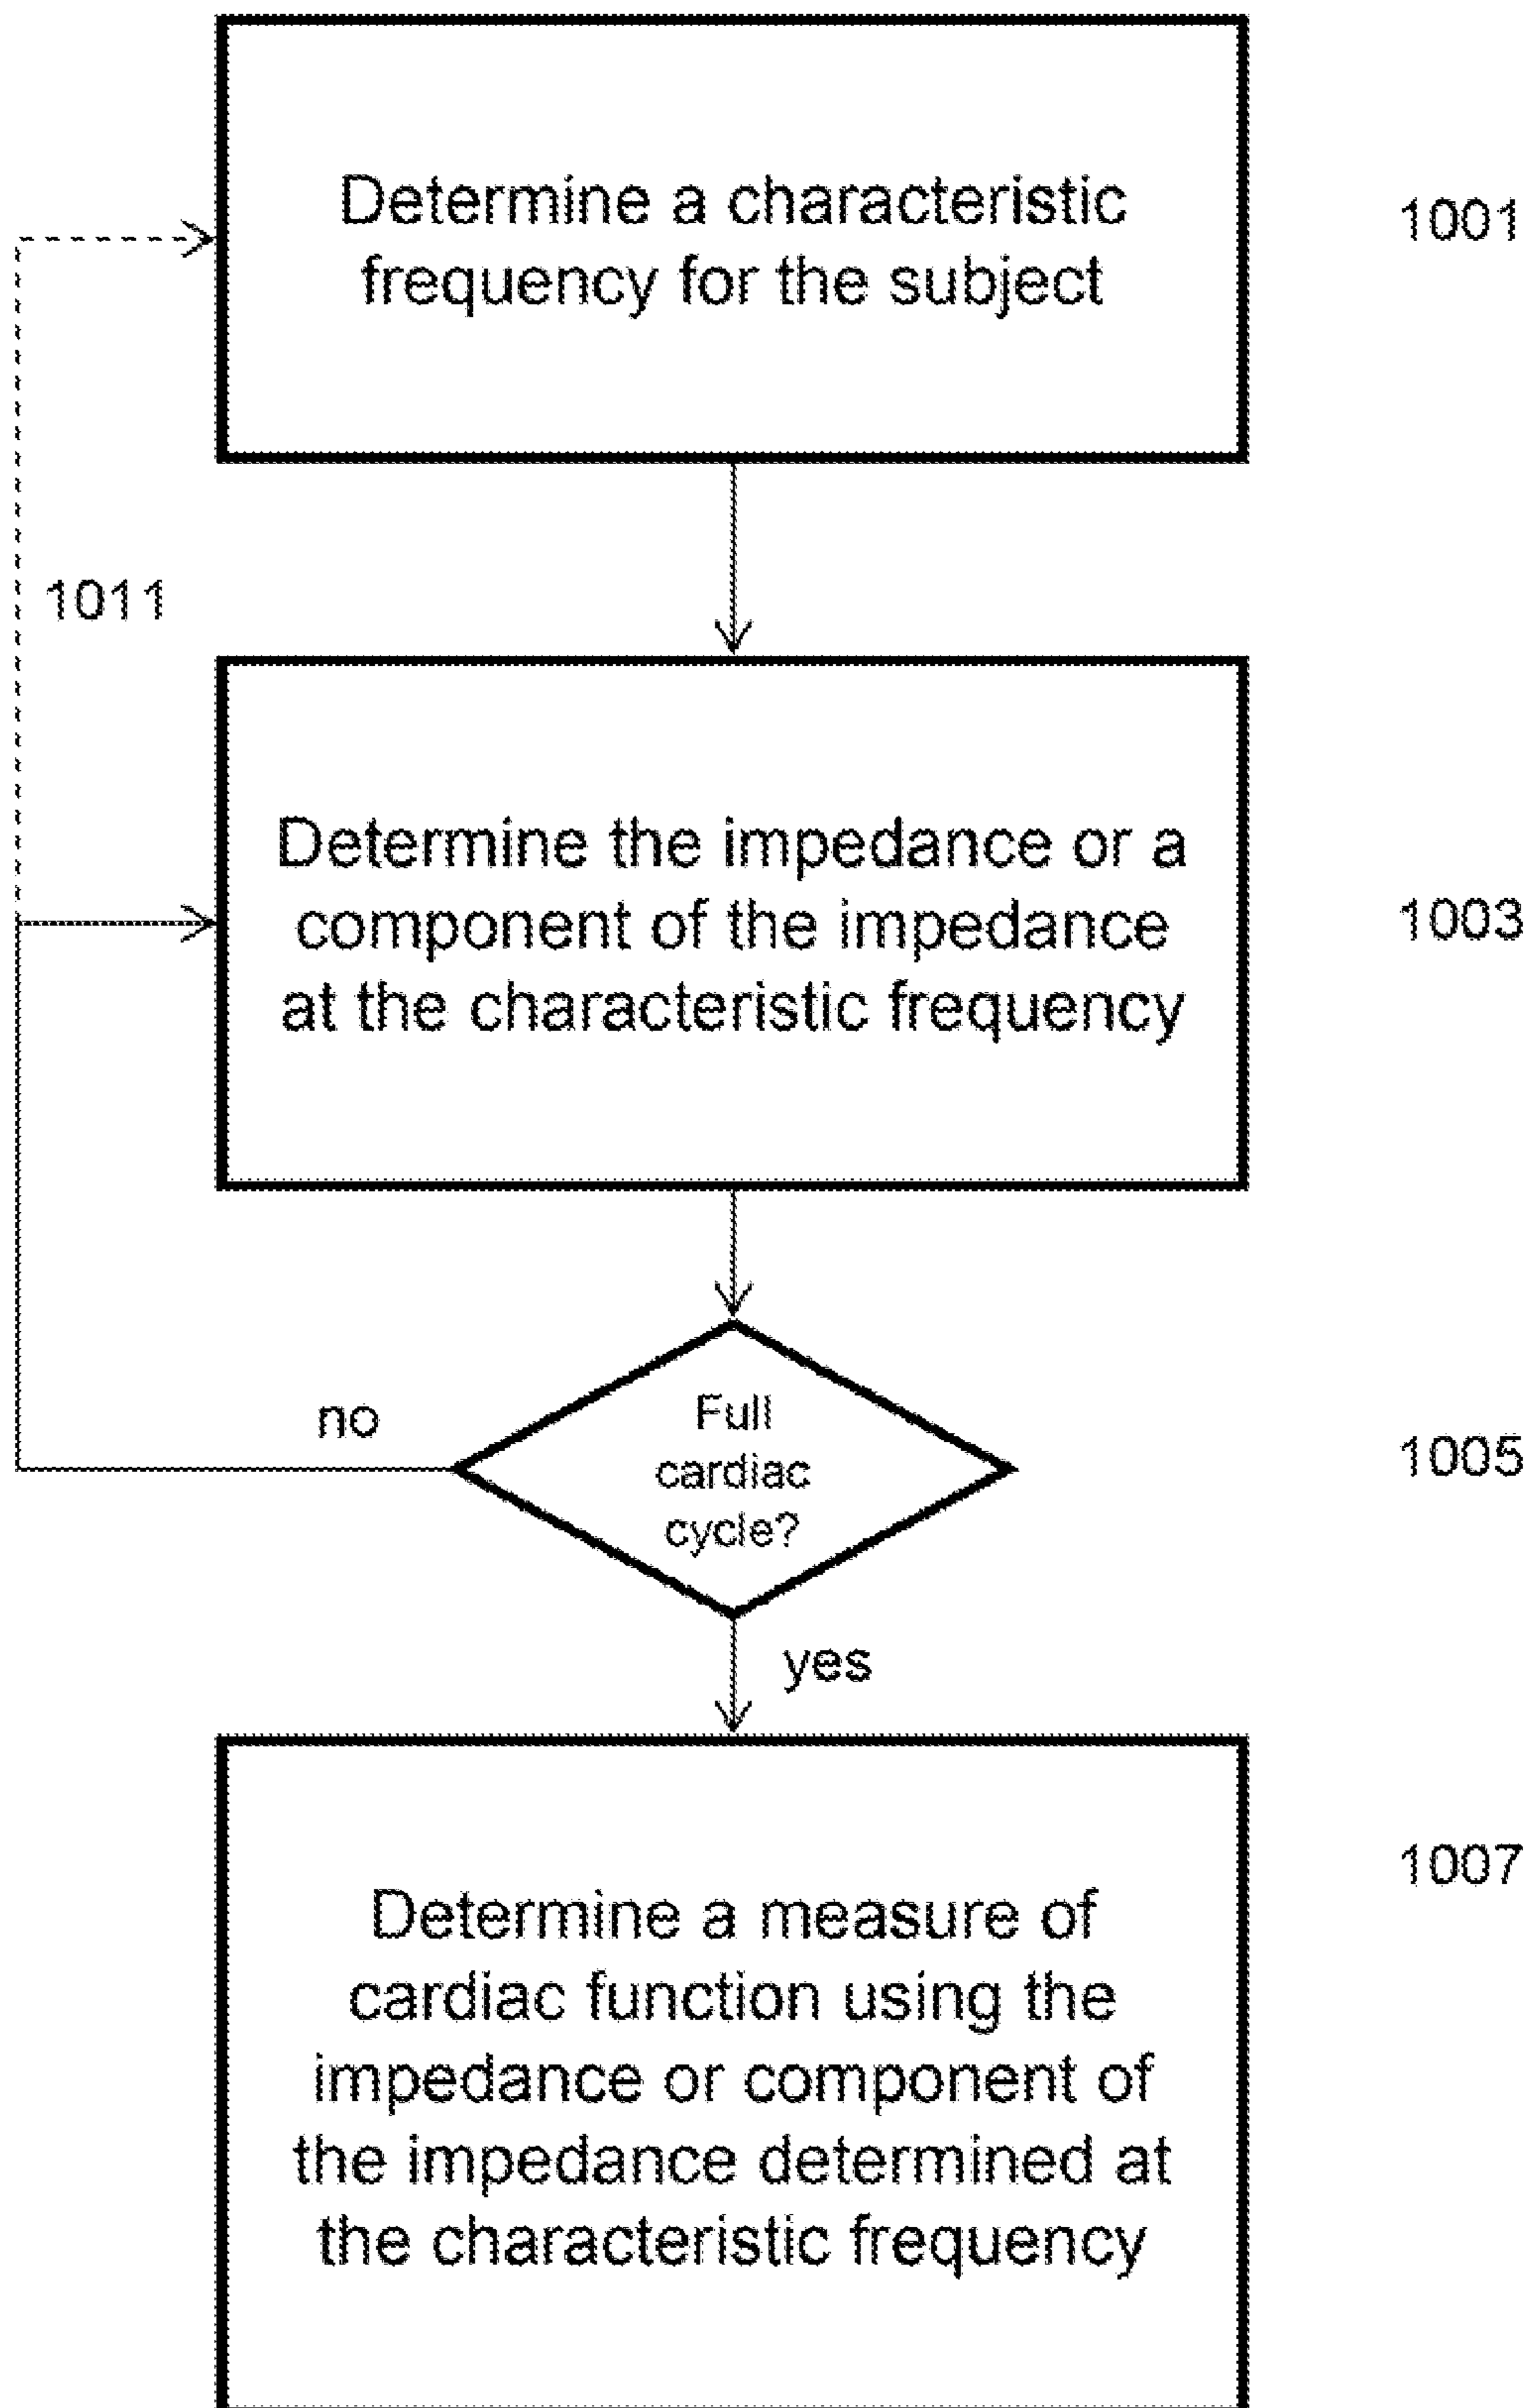 Determine a characteristic
frequency for the subject
1001
1011
Determine the impedance or a
component of the impedance
at the characteristic frequency
1003
no
Full
cardiac
cycle?
1005
yes
1007
Determine a measure of
cardiac function using the
impedance or component of
the impedance determined at
the characteristic frequency